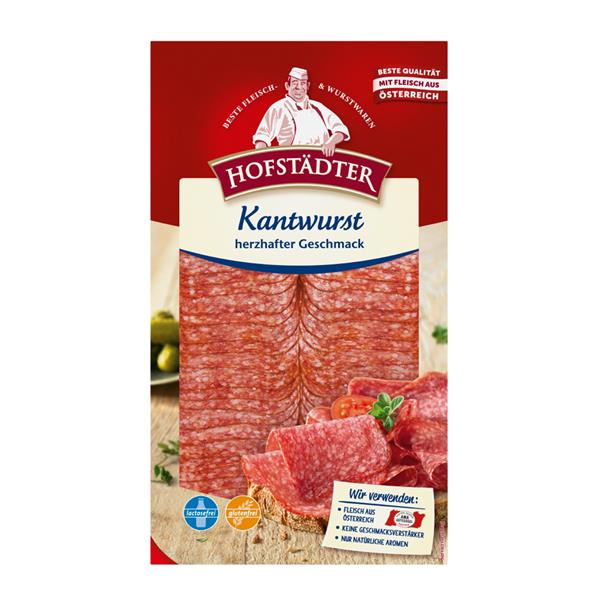 BESTE FLEISCH- & WURSTWAREN
BESTE QUALITÄT
MIT FLEISCH AUS
ÖSTERREICH
HOFSTÄDTER
Kantwurst
herzhafter Geschmack
lactosefrei
glutenfrei
Wir verwenden:
• FLEISCH AUS
ÖSTERREICH
AMA
• KEINE GESCHMACKSVERSTÄRKER
• NUR NATÜRLICHE AROMEN